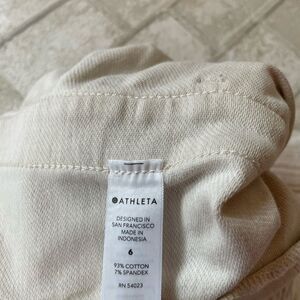 ATHLETA
DESIGNED IN
SAN FRANCISCO
MADE IN
INDONESIA
6
93% COTTON
7% SPANDEX
RN 54023